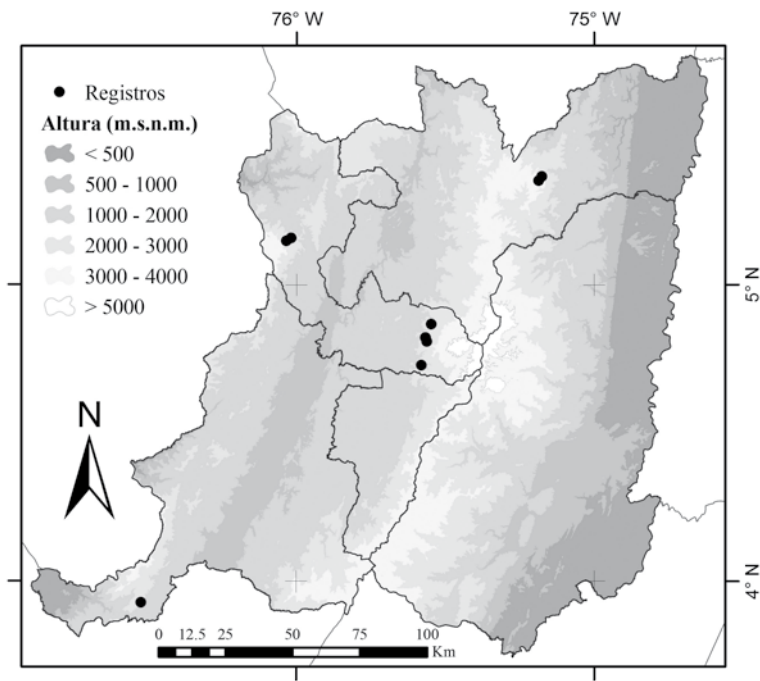 76° W 75° W
Registros
Altura (m.s.n.m.)
< 500
500 - 1000
1000 - 2000
2000 - 3000
3000 - 4000
> 5000
5° N
N
4° N
0 12.5 25 50 75 100
Km